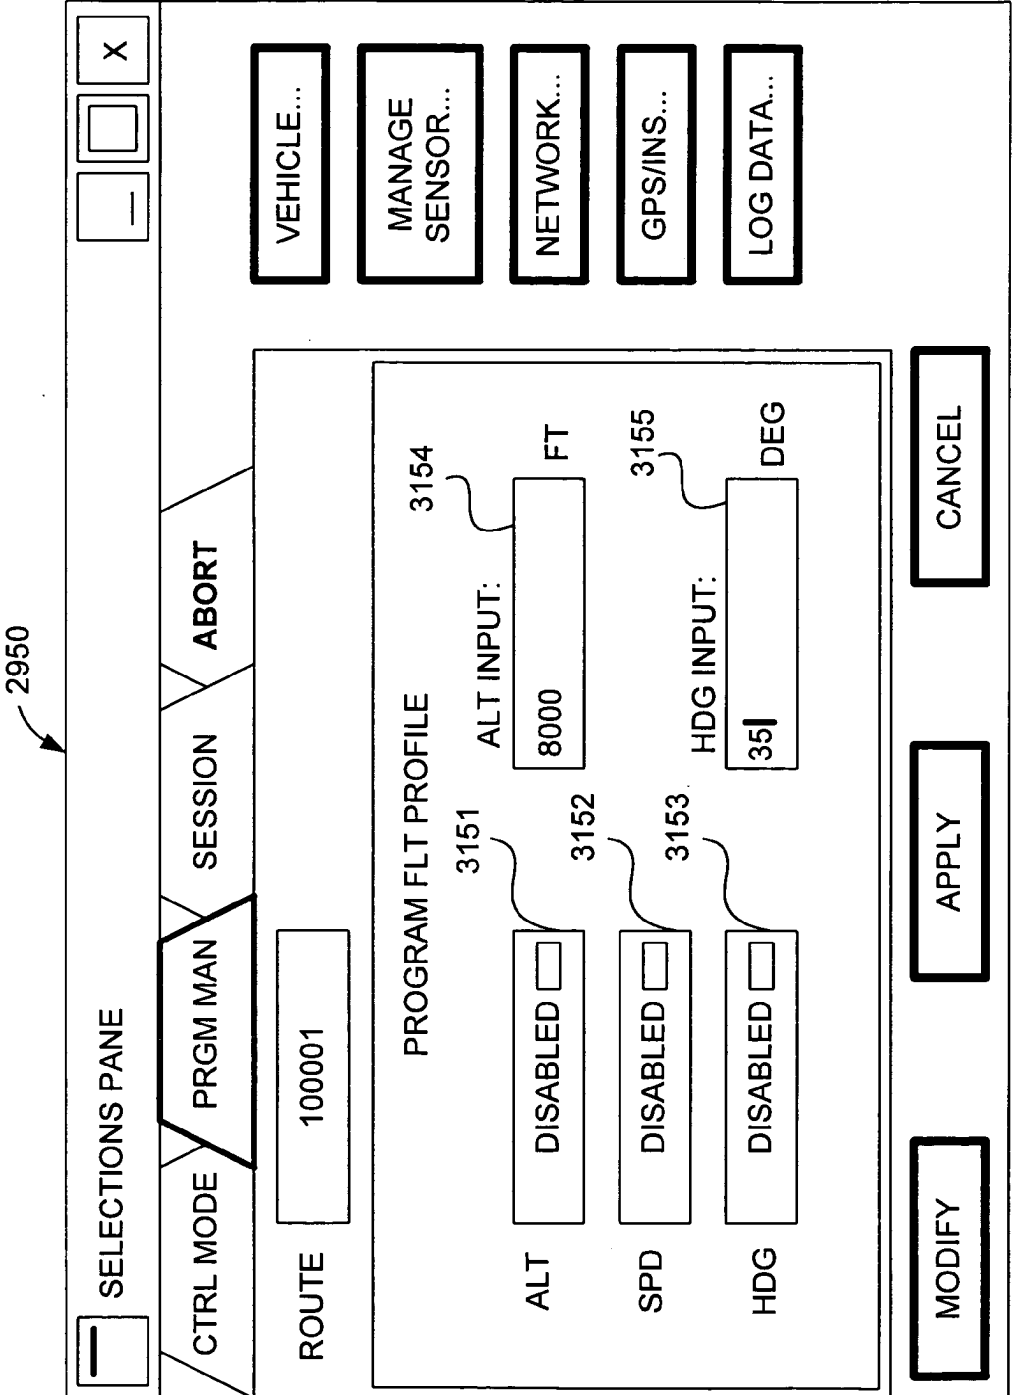 2950
SELECTIONS PANE
X
CTRL MODE
PRGM MAN
SESSION
ABORT
ROUTE
100001
VEHICLE...
MANAGE
SENSOR...
NETWORK...
GPS/INS...
LOG DATA...
PROGRAM FLT PROFILE
3151
3154
ALT
DISABLED
ALT INPUT:
8000
FT
3152
SPD
DISABLED
3153
3155
HDG
DISABLED
HDG INPUT:
35
DEG
MODIFY
APPLY
CANCEL